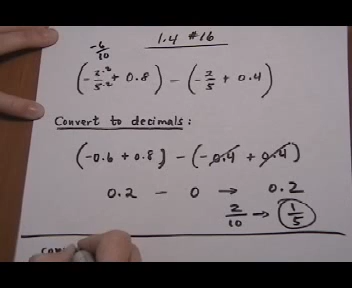 1.4 #16
-6/10
(-3·2/5·2 + 0.8) - (-2/5 + 0.4)
Convert to decimals:
(-0.6 + 0.8) - (-0.4 + 0.4)
0.2 - 0 → 0.2
2/10 → 1/5